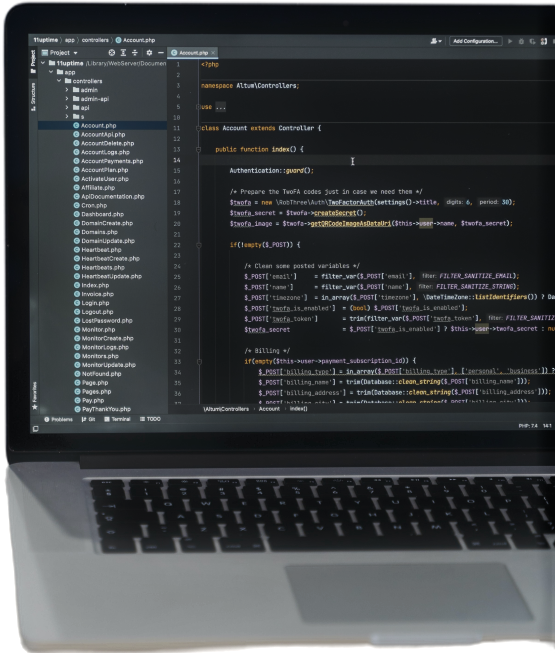 11uptime app controllers Account.php
Add Configuration...
Project
Account.php
11uptime /Library/WebServer/Documen
app
controllers
admin
admin-api
api
s
Account.php
AccountApi.php
AccountDelete.php
AccountLogs.php
AccountPayments.php
AccountPlan.php
ActivateUser.php
Affiliate.php
ApiDocumentation.php
Cron.php
Dashboard.php
DomainCreate.php
Domains.php
DomainUpdate.php
Heartbeat.php
HeartbeatCreate.php
Heartbeats.php
HeartbeatUpdate.php
Index.php
Invoice.php
Login.php
Logout.php
LostPassword.php
Monitor.php
MonitorCreate.php
MonitorLogs.php
Monitors.php
MonitorUpdate.php
NotFound.php
Page.php
Pages.php
Pay.php
PayThankYou.php
Project
Structure
Favorites
1 <?php
2
3 namespace Altum\Controllers;
4
5 use ...
10
11 class Account extends Controller {
12
13 public function index() {
14
15 Authentication::guard();
16
17 /* Prepare the TwoFA codes just in case we need them */
18 $twofa = new \RobThree\Auth\TwoFactorAuth(settings()->title, digits: 6, period: 30);
19 $twofa_secret = $twofa->createSecret();
20 $twofa_image = $twofa->getQRCodeImageAsDataUri($this->user->name, $twofa_secret);
21
22 if(!empty($_POST)) {
23
24 /* Clean some posted variables */
25 $_POST['email'] = filter_var($_POST['email'], filter: FILTER_SANITIZE_EMAIL);
26 $_POST['name'] = filter_var($_POST['name'], filter: FILTER_SANITIZE_STRING);
27 $_POST['timezone'] = in_array($_POST['timezone'], \DateTimeZone::listIdentifiers()) ? Da
28 $_POST['twofa_is_enabled'] = (bool) $_POST['twofa_is_enabled'];
29 $_POST['twofa_token'] = trim(filter_var($_POST['twofa_token'], filter: FILTER_SANITIZ
30 $twofa_secret = $_POST['twofa_is_enabled'] ? $this->user->twofa_secret : nu
31
32 /* Billing */
33 if(empty($this->user->payment_subscription_id)) {
34 $_POST['billing_type'] = in_array($_POST['billing_type'], ['personal', 'business']) ?
35 $_POST['billing_name'] = trim(Database::clean_string($_POST['billing_name']));
36 $_POST['billing_address'] = trim(Database::clean_string($_POST['billing_address']));
37 $_POST['billing_city'] = trim(Database::clean_string($_POST['billing_city']));
\Altum\Controllers Account index()
Problems Git Terminal TODO
PHP: 7.4 14:1